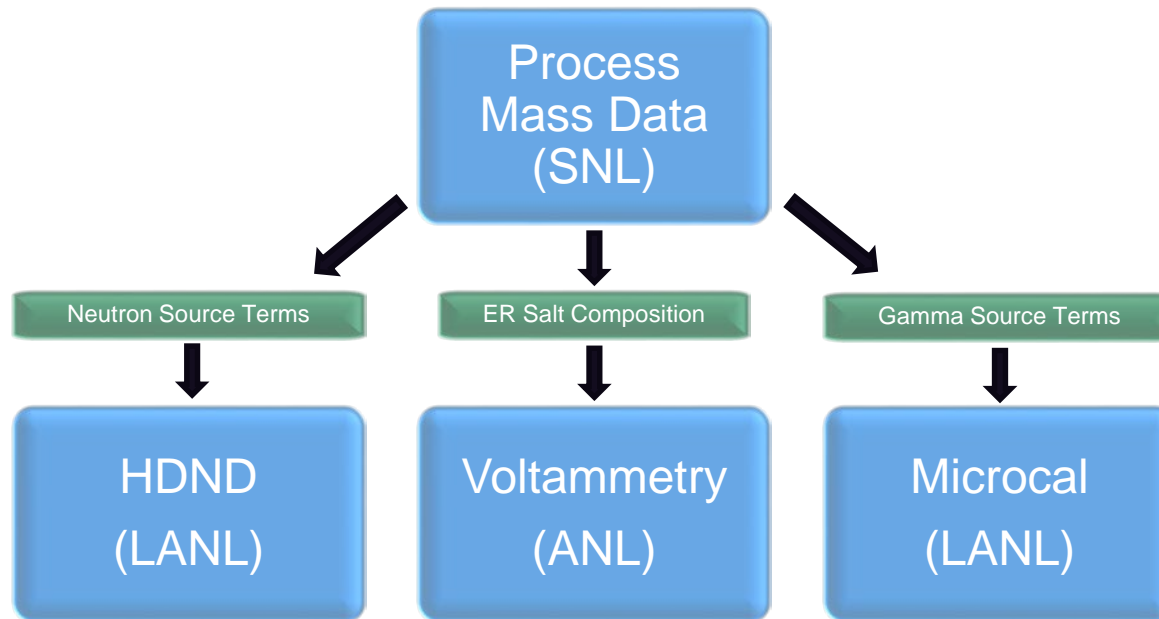 Process
Mass Data
(SNL)
Neutron Source Terms
ER Salt Composition
Gamma Source Terms
HDND
(LANL)
Voltammetry
(ANL)
Microcal
(LANL)